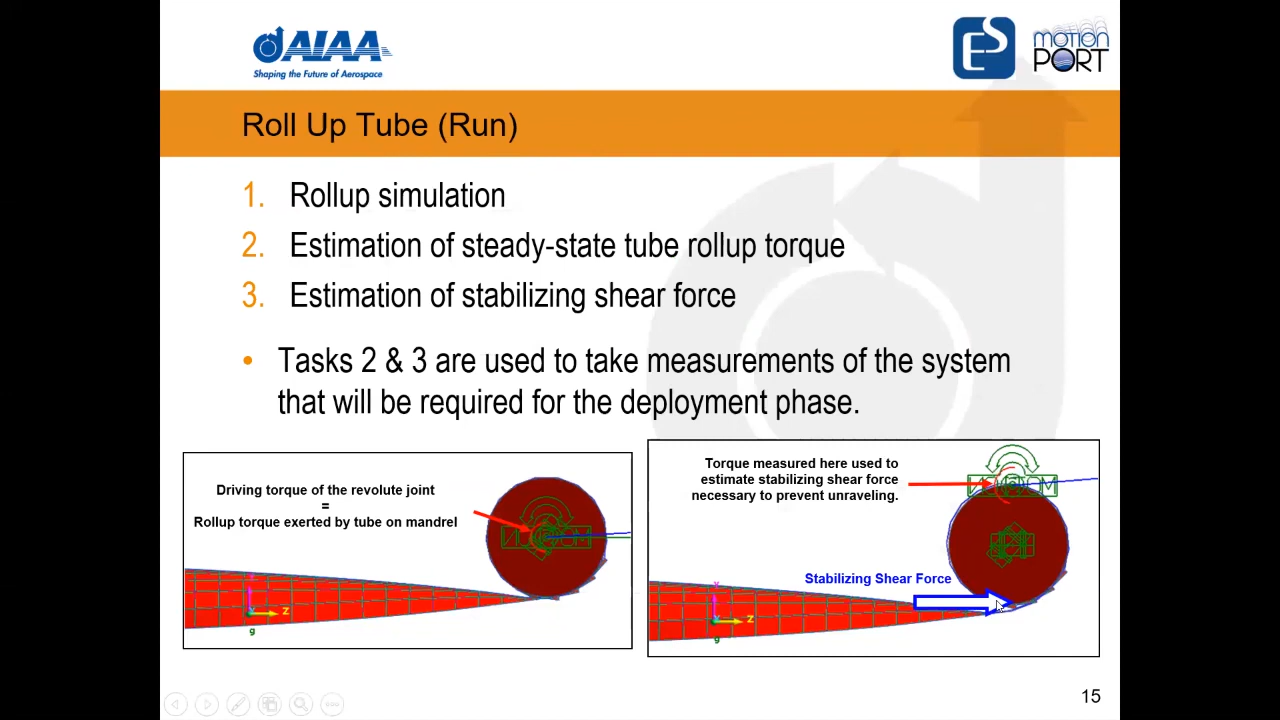 AIAA
Shaping the Future of Aerospace
ES
motion
PORT
Roll Up Tube (Run)
1. Rollup simulation
2. Estimation of steady-state tube rollup torque
3. Estimation of stabilizing shear force
• Tasks 2 & 3 are used to take measurements of the system
that will be required for the deployment phase.
Driving torque of the revolute joint
=
Rollup torque exerted by tube on mandrel
Z
g
Torque measured here used to
estimate stabilizing shear force
necessary to prevent unraveling.
Stabilizing Shear Force
Z
g
15